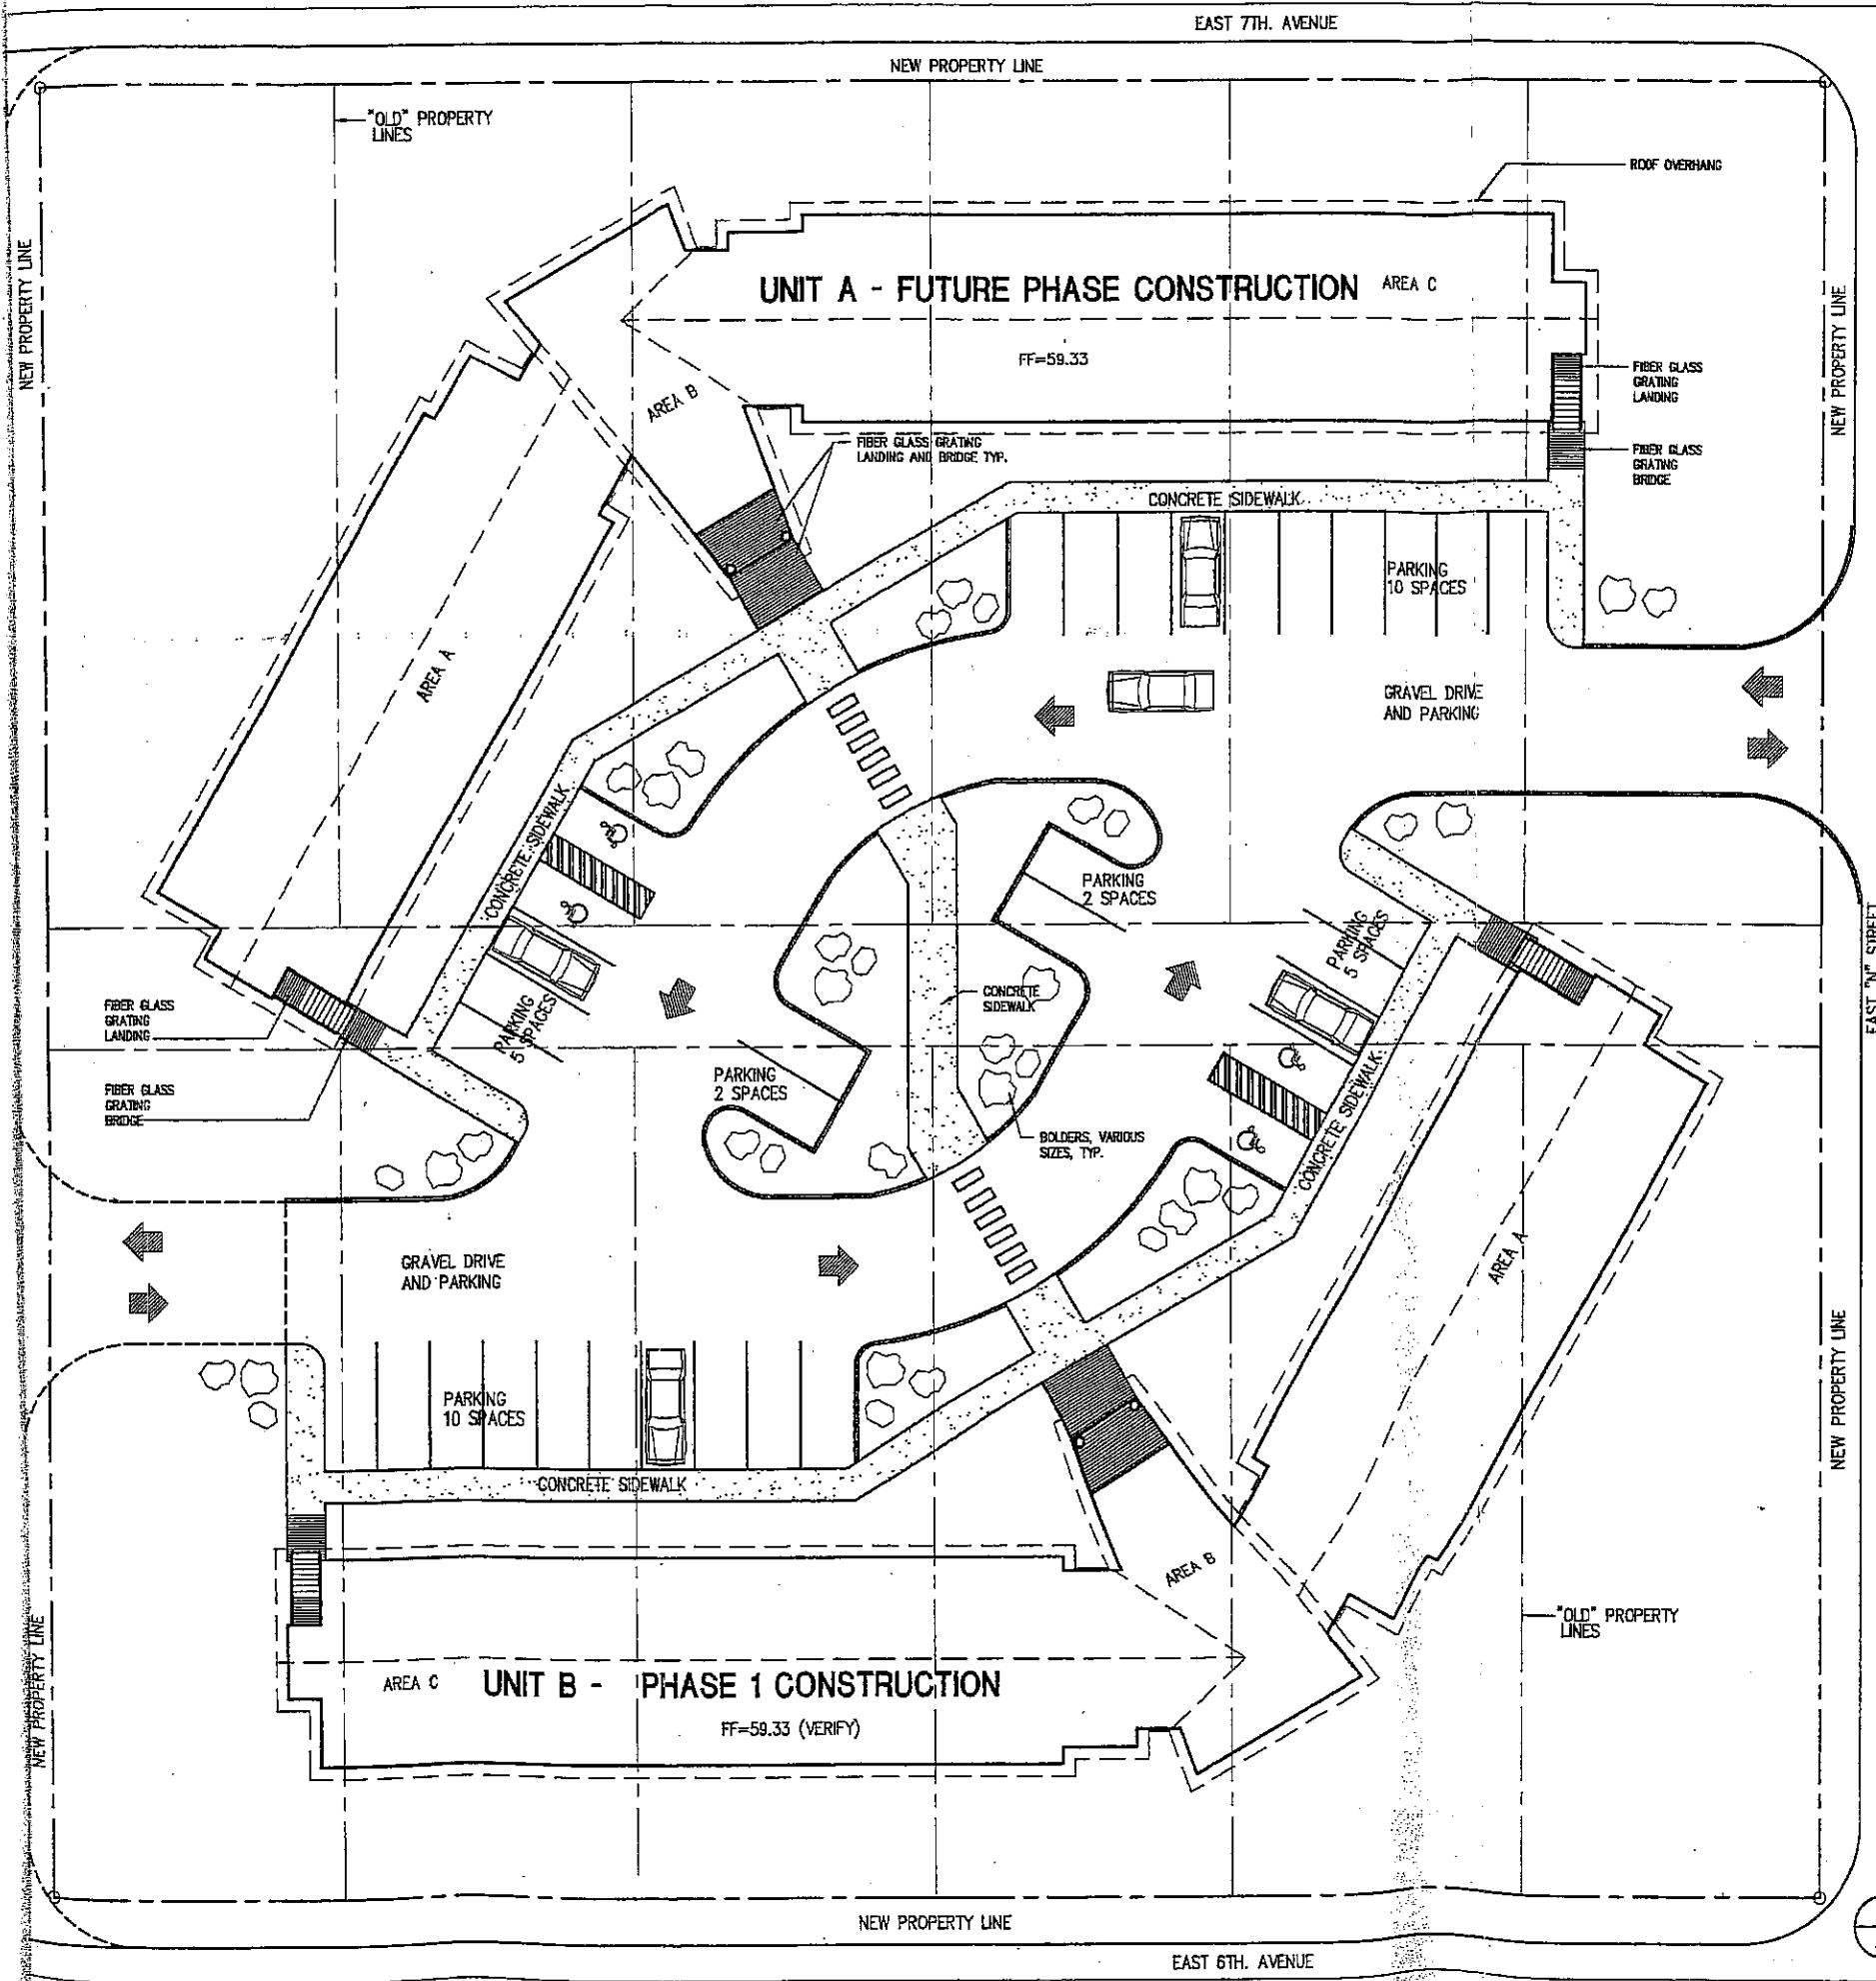 EAST 7TH. AVENUE
NEW PROPERTY LINE
"OLD" PROPERTY
LINES
ROOF OVERHANG
NEW PROPERTY LINE
UNIT A - FUTURE PHASE CONSTRUCTION
AREA C
NEW PROPERTY LINE
FF=59.33
FIBER GLASS
GRATING
LANDING
AREA B
FIBER GLASS GRATING
LANDING AND BRIDGE TYP.
FIBER GLASS
GRATING
BRIDGE
CONCRETE SIDEWALK
PARKING
10 SPACES
AREA A
GRAVEL DRIVE
AND PARKING
CONCRETE SIDEWALK
PARKING
2 SPACES
PARKING
5 SPACES
EAST "N" STREET
CONCRETE
SIDEWALK
FIBER GLASS
GRATING
LANDING
PARKING
5 SPACES
PARKING
2 SPACES
FIBER GLASS
GRATING
BRIDGE
BOLDERS, VARIOUS
SIZES, TYP.
CONCRETE SIDEWALK
AREA A
GRAVEL DRIVE
AND PARKING
NEW PROPERTY LINE
PARKING
10 SPACES
CONCRETE SIDEWALK
AREA B
"OLD" PROPERTY
LINES
NEW PROPERTY LINE
AREA C
UNIT B - PHASE 1 CONSTRUCTION
FF=59.33 (VERIFY)
NEW PROPERTY LINE
EAST 6TH. AVENUE